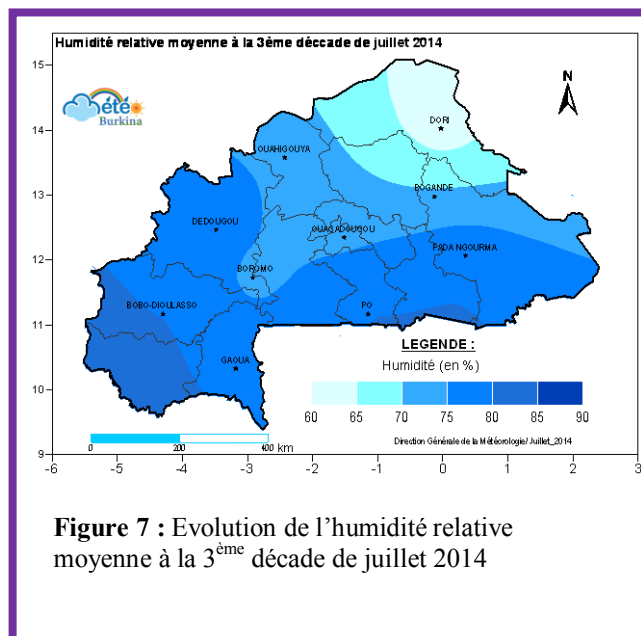 Humidité relative moyenne à la 3ème déccade de juillet 2014
15
14
13
12
11
10
9
N
Météo
Burkina
DORI
OUAHIGOUYA
BOGANDE
DEDOUGOU
OUAGADOUGOU
FADA NGOURMA
BOROMO
BOBO-DIOULASSO
PO
GAOUA
LEGENDE :
Humidité (en %)
60 65 70 75 80 85 90
0 200 400 km
Direction Générale de la Météorologie/ Juillet_2014
-6 -5 -4 -3 -2 -1 0 1 2 3
Figure 7 : Evolution de l’humidité relative
moyenne à la 3ème décade de juillet 2014